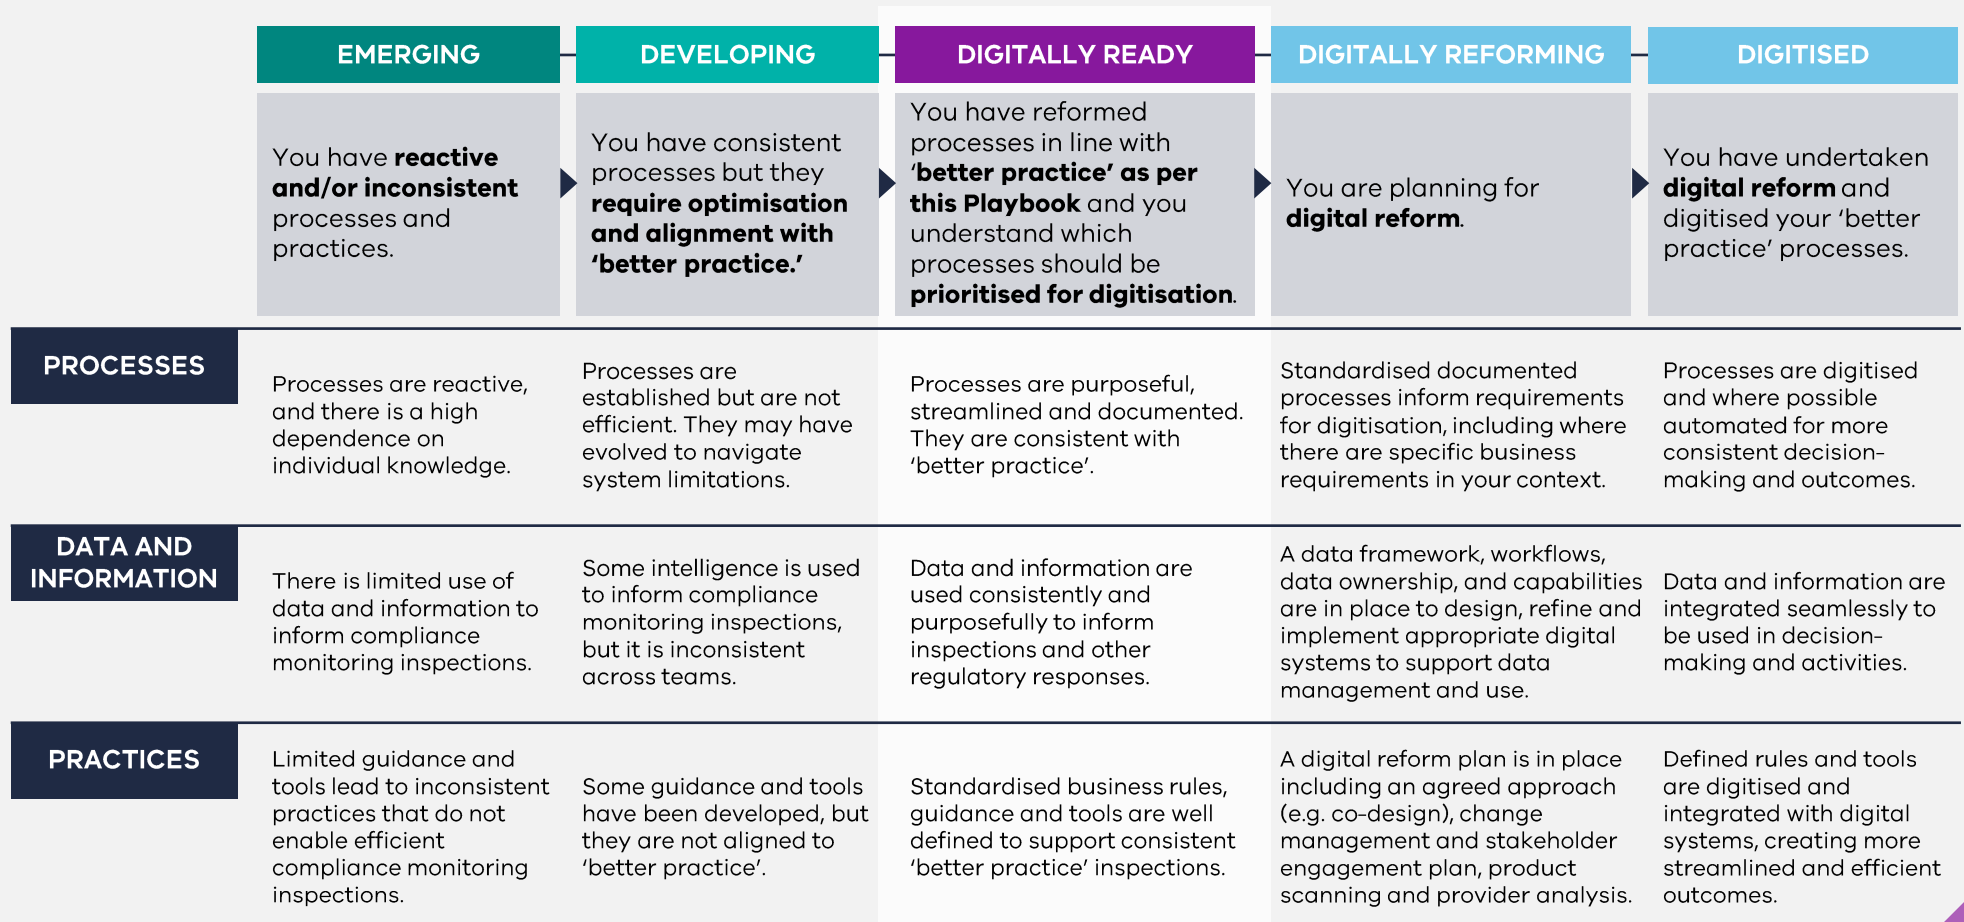 EMERGING
DEVELOPING
DIGITALLY READY
DIGITALLY REFORMING
DIGITISED
You have reactive
and/or inconsistent
processes and
practices.
You have consistent
processes but they
require optimisation
and alignment with
‘better practice.’
You have reformed
processes in line with
‘better practice’ as per
this Playbook and you
understand which
processes should be
prioritised for digitisation.
You are planning for
digital reform.
You have undertaken
digital reform and
digitised your ‘better
practice’ processes.
PROCESSES
Processes are reactive,
and there is a high
dependence on
individual knowledge.
Processes are
established but are not
efficient. They may have
evolved to navigate
system limitations.
Processes are purposeful,
streamlined and documented.
They are consistent with
‘better practice’.
Standardised documented
processes inform requirements
for digitisation, including where
there are specific business
requirements in your context.
Processes are digitised
and where possible
automated for more
consistent decision-
making and outcomes.
DATA AND
INFORMATION
There is limited use of
data and information to
inform compliance
monitoring inspections.
Some intelligence is used
to inform compliance
monitoring inspections,
but it is inconsistent
across teams.
Data and information are
used consistently and
purposefully to inform
inspections and other
regulatory responses.
A data framework, workflows,
data ownership, and capabilities
are in place to design, refine and
implement appropriate digital
systems to support data
management and use.
Data and information are
integrated seamlessly to
be used in decision-
making and activities.
PRACTICES
Limited guidance and
tools lead to inconsistent
practices that do not
enable efficient
compliance monitoring
inspections.
Some guidance and tools
have been developed, but
they are not aligned to
‘better practice’.
Standardised business rules,
guidance and tools are well
defined to support consistent
‘better practice’ inspections.
A digital reform plan is in place
including an agreed approach
(e.g. co-design), change
management and stakeholder
engagement plan, product
scanning and provider analysis.
Defined rules and tools
are digitised and
integrated with digital
systems, creating more
streamlined and efficient
outcomes.